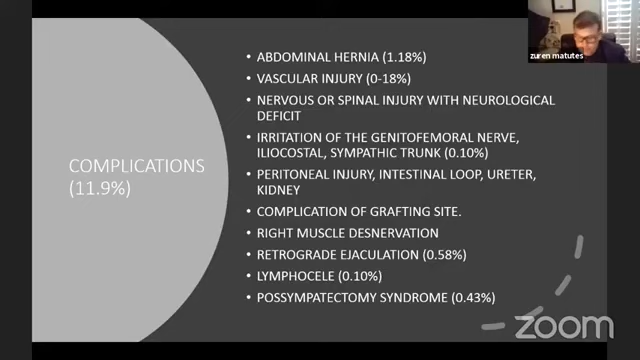 zuren matutes
COMPLICATIONS
(11.9%)
• ABDOMINAL HERNIA (1.18%)
• VASCULAR INJURY (0-18%)
• NERVOUS OR SPINAL INJURY WITH NEUROLOGICAL
DEFICIT
• IRRITATION OF THE GENITOFEMORAL NERVE,
ILIOCOSTAL, SYMPATHIC TRUNK (0.10%)
• PERITONEAL INJURY, INTESTINAL LOOP, URETER,
KIDNEY
• COMPLICATION OF GRAFTING SITE.
• RIGHT MUSCLE DESNERVATION
• RETROGRADE EJACULATION (0.58%)
• LYMPHOCELE (0.10%)
• POSSYMPATECTOMY SYNDROME (0.43%)
zoom